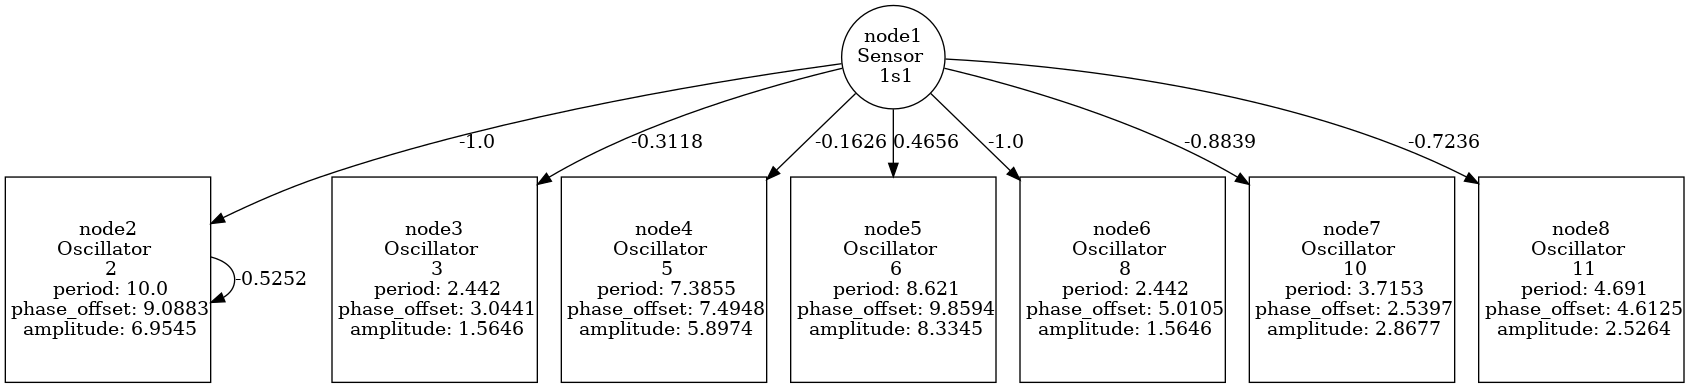 node1
Sensor
1s1
-1.0
-0.3118
-0.1626
0.4656
-1.0
-0.8839
-0.7236
node2
Oscillator
2
period: 10.0
phase_offset: 9.0883
amplitude: 6.9545
-0.5252
node3
Oscillator
3
period: 2.442
phase_offset: 3.0441
amplitude: 1.5646
node4
Oscillator
5
period: 7.3855
phase_offset: 7.4948
amplitude: 5.8974
node5
Oscillator
6
period: 8.621
phase_offset: 9.8594
amplitude: 8.3345
node6
Oscillator
8
period: 2.442
phase_offset: 5.0105
amplitude: 1.5646
node7
Oscillator
10
period: 3.7153
phase_offset: 2.5397
amplitude: 2.8677
node8
Oscillator
11
period: 4.691
phase_offset: 4.6125
amplitude: 2.5264